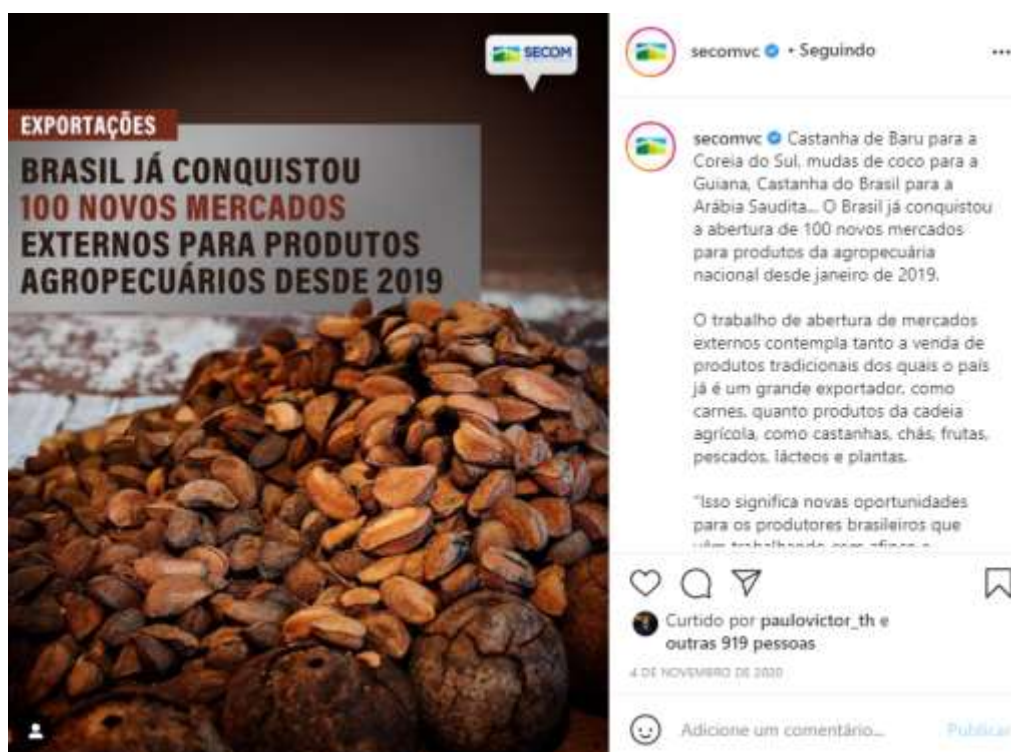 SECOM
EXPORTAÇÕES
BRASIL JÁ CONQUISTOU
100 NOVOS MERCADOS
EXTERNOS PARA PRODUTOS
AGROPECUÁRIOS DESDE 2019
secomvc • Seguindo
secomvc Castanha de Baru para a
Coreia do Sul, mudas de coco para a
Guiana, Castanha do Brasil para a
Arábia Saudita... O Brasil já conquistou
a abertura de 100 novos mercados
para produtos da agropecuária
nacional desde janeiro de 2019.
O trabalho de abertura de mercados
externos contempla tanto a venda de
produtos tradicionais dos quais o país
já é um grande exportador, como
carnes, quanto produtos da cadeia
agrícola, como castanhas, chás, frutas,
pescados, lácteos e plantas.
"Isso significa novas oportunidades
para os produtores brasileiros que
vêm trabalhando com afinco e
Curtido por paulovictor_th e
outras 919 pessoas
4 DE NOVEMBRO DE 2020
Adicione um comentário...
Publicar